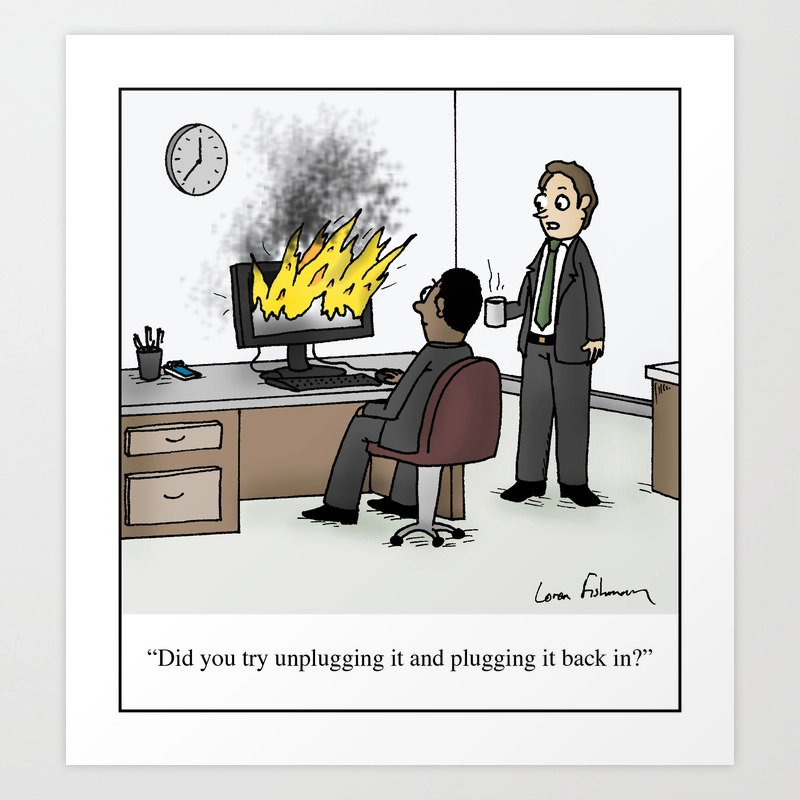 Loren Fishman
“Did you try unplugging it and plugging it back in?”